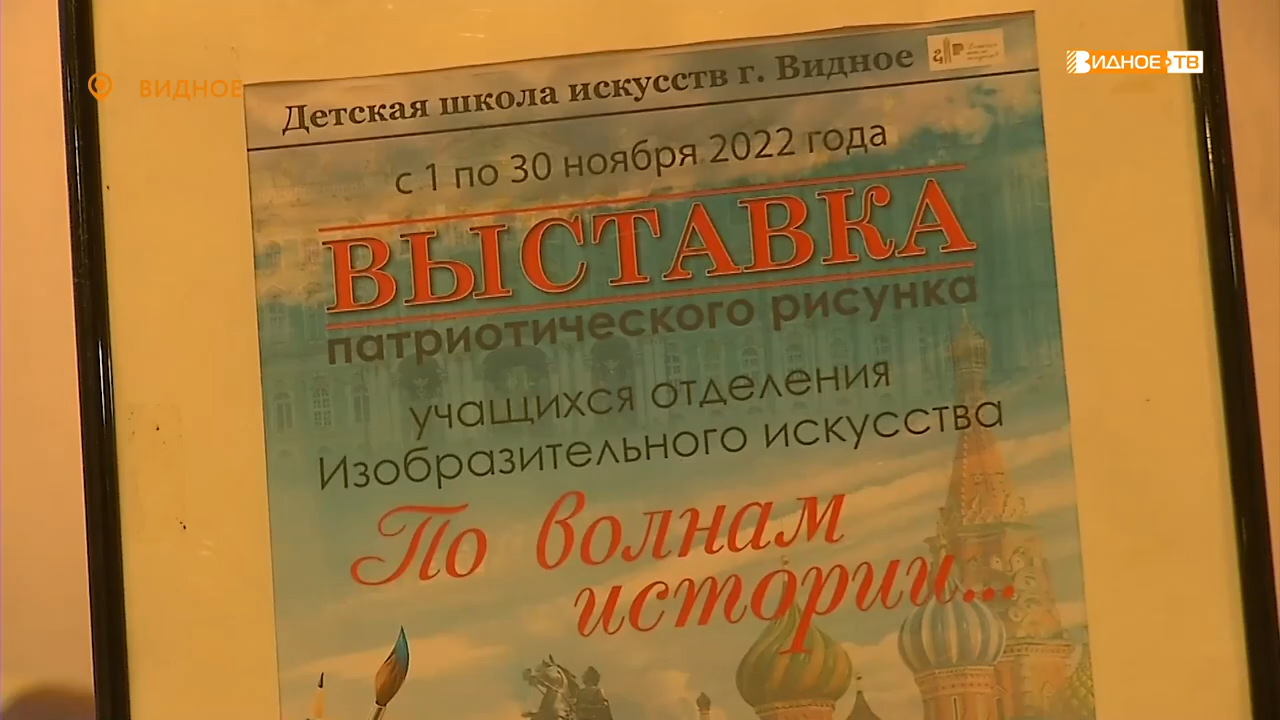 ВИДНОЕ
ВИДНОЕ ТВ
Детская школа искусств г. Видное
с 1 по 30 ноября 2022 года
ВЫСТАВКА
патриотического рисунка
учащихся отделения
Изобразительного искусства
По волнам
истории...